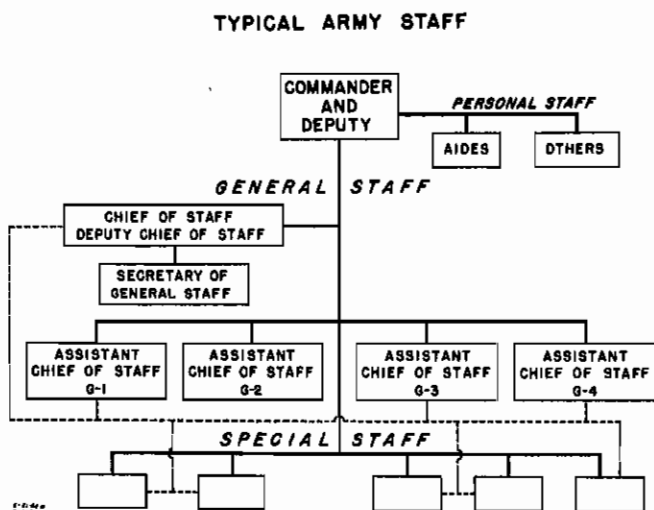 TYPICAL ARMY STAFF
COMMANDER
AND
DEPUTY
PERSONAL STAFF
AIDES
OTHERS
GENERAL STAFF
CHIEF OF STAFF
DEPUTY CHIEF OF STAFF
SECRETARY OF
GENERAL STAFF
ASSISTANT
CHIEF OF STAFF
G-1
ASSISTANT
CHIEF OF STAFF
G-2
ASSISTANT
CHIEF OF STAFF
G-3
ASSISTANT
CHIEF OF STAFF
G-4
SPECIAL STAFF